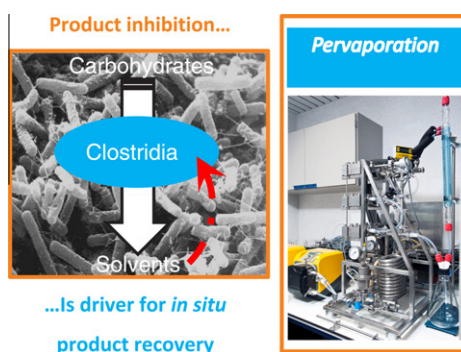 Product inhibition...
Carbohydrates
Clostridia
Solvents
...Is driver for in situ
product recovery
Pervaporation